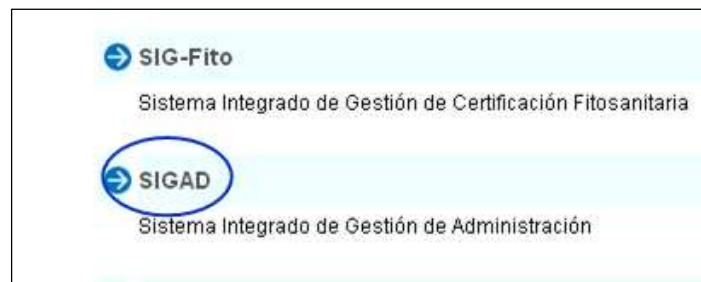 SIG-Fito
Sistema Integrado de Gestión de Certificación Fitosanitaria
SIGAD
Sistema Integrado de Gestión de Administración